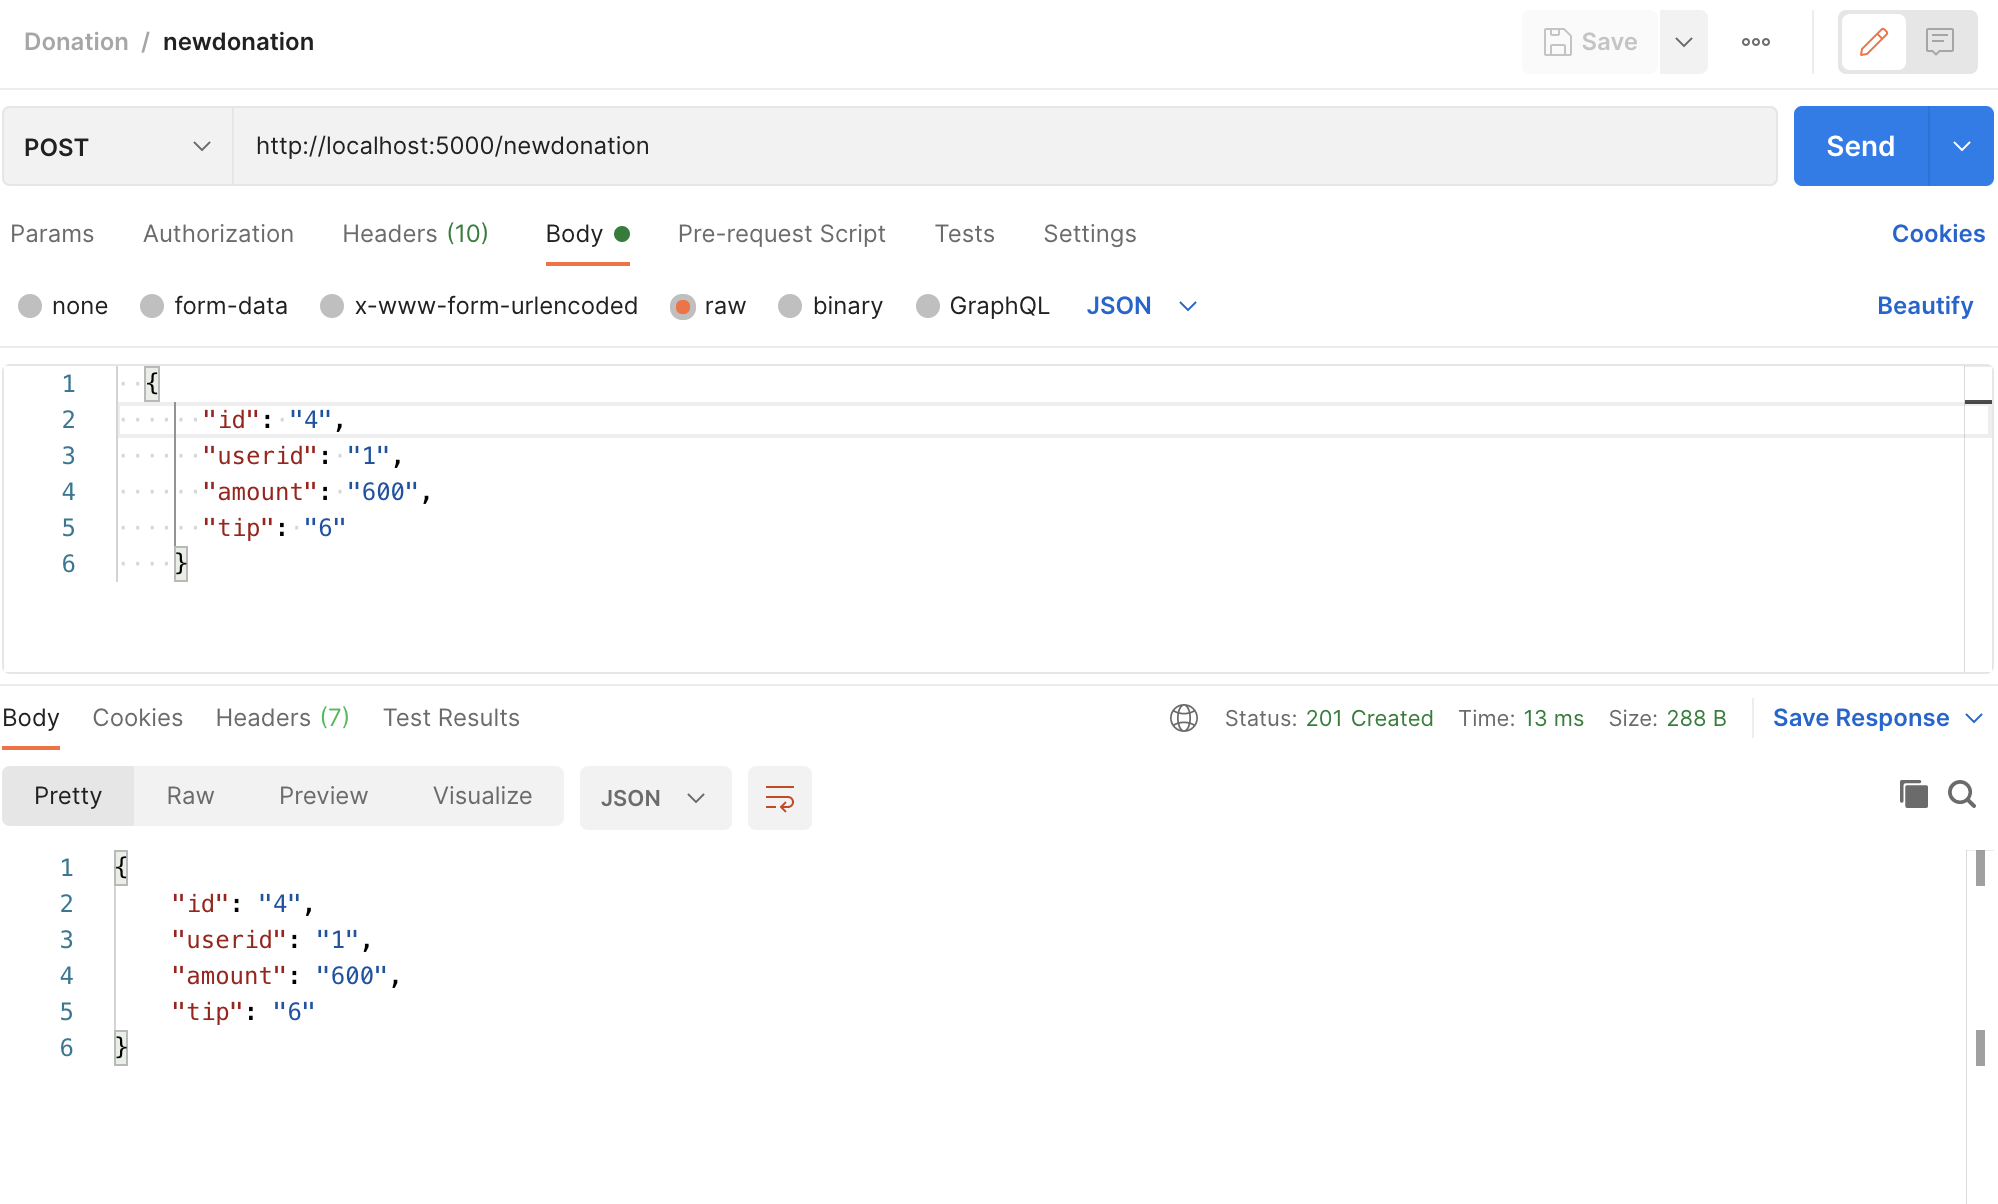 Donation / newdonation
Save
POST
http://localhost:5000/newdonation
Send
Params Authorization Headers (10) Body Pre-request Script Tests Settings Cookies
none form-data x-www-form-urlencoded raw binary GraphQL JSON Beautify
1 {
2 "id": "4",
3 "userid": "1",
4 "amount": "600",
5 "tip": "6"
6 }
Body Cookies Headers (7) Test Results Status: 201 Created Time: 13 ms Size: 288 B Save Response
Pretty Raw Preview Visualize JSON
1 {
2 "id": "4",
3 "userid": "1",
4 "amount": "600",
5 "tip": "6"
6 }